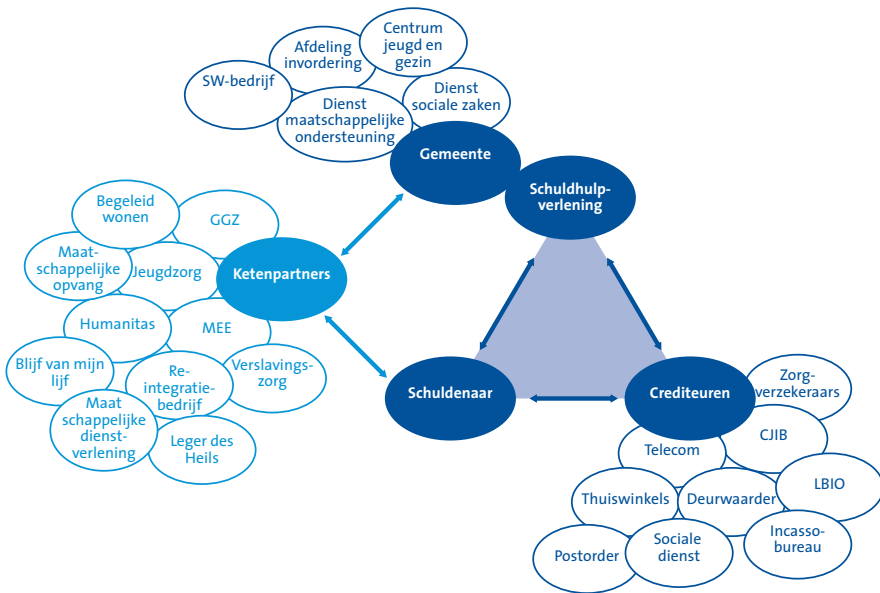 Centrum
jeugd en
gezin
Afdeling
invordering
SW-bedrijf
Dienst
sociale zaken
Dienst
maatschappelijke
ondersteuning
Gemeente
Schuldhulp-
verlening
Begeleid
wonen
GGZ
Maat-
schappelijke
opvang
Jeugdzorg
Ketenpartners
Humanitas
MEE
Blijf van mijn
lijf
Re-
integratie-
bedrijf
Verslavings-
zorg
Maat
schappelijke
dienst-
verlening
Leger des
Heils
Schuldenaar
Crediteuren
Zorg-
verzekeraars
CJIB
Telecom
LBIO
Thuiswinkels
Deurwaarder
Incasso-
bureau
Sociale
dienst
Postorder